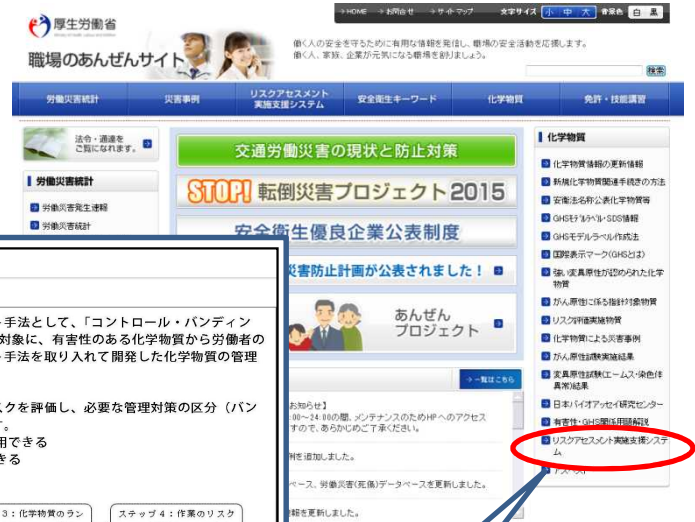 →HOME →お問合せ →サイトマップ 文字サイズ 小 中 大 背景色 白 黒
厚生労働省
職場のあんぜんサイト
働く人の安全を守るために有用な情報を発信し、職場の安全活動を応援します。
働く人、家族、企業が元気になる職場を創りましょう。
検索
労働災害統計
災害事例
リスクアセスメント
実施支援システム
安全衛生キーワード
化学物質
免許・技能講習
法令・通達を
ご覧になれます。
労働災害統計
労働災害発生速報
労働災害統計
交通労働災害の現状と防止対策
STOP! 転倒災害プロジェクト2015
安全衛生優良企業公表制度
災害防止計画が公表されました!
あんぜん
プロジェクト
→一覧はこちら
お知らせ】
:00~24:00の間、メンテナンスのためHPへのアクセス
すので、あらかじめご了承ください。
例を追加しました。
ベース、労働災害(死傷)データベースを更新しました。
報を更新しました。
化学物質
化学物質情報の更新情報
新規化学物質関連手続きの方法
安衛法名称公表化学物質等
GHSモデルラベル・SDS情報
GHSモデルラベル作成法
国際表示マーク(GHSとは)
強い変異原性が認められた化学
物質
がん原性に係る指針対象物質
リスク評価実施物質
化学物質による災害事例
がん原性試験実施結果
変異原性試験(エームス・染色体
異常)結果
日本バイオアッセイ研究センター
有害性・GHS関係用語解説
リスクアセスメント実施支援システ
ム
手法として、「コントロール・バンディン
対象に、有害性のある化学物質から労働者の
手法を取り入れて開発した化学物質の管理
スクを評価し、必要な管理対策の区分(バン
す。
用できる
きる
3:化学物質のラン
ステップ4:作業のリスク